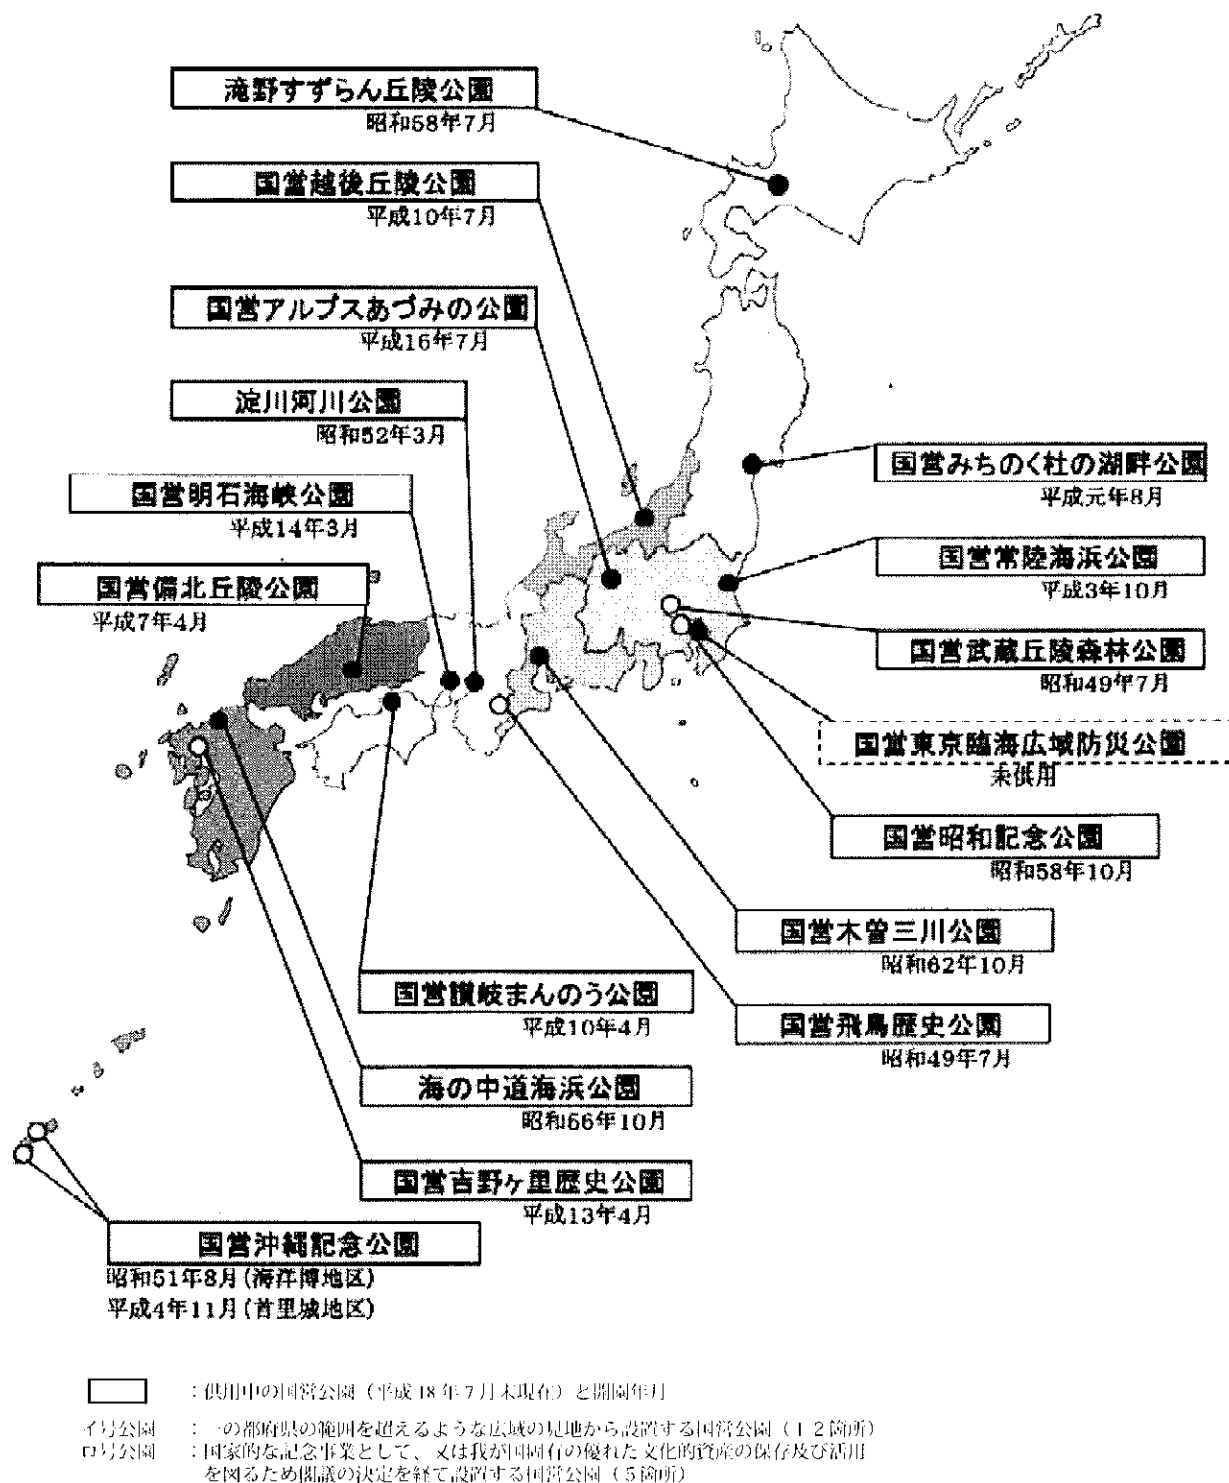 滝野すずらん丘陵公園
昭和58年7月
国営越後丘陵公園
平成10年7月
国営アルプスあづみの公園
平成16年7月
淀川河川公園
昭和52年3月
国営明石海峡公園
平成14年3月
国営備北丘陵公園
平成7年4月
国営みちのく杜の湖畔公園
平成元年8月
国営常陸海浜公園
平成3年10月
国営武蔵丘陵森林公園
昭和49年7月
国営東京臨海広域防災公園
未供用
国営昭和記念公園
昭和58年10月
国営木曽三川公園
昭和62年10月
国営飛鳥歴史公園
昭和49年7月
国営讃岐まんのう公園
平成10年4月
海の中道海浜公園
昭和56年10月
国営吉野ヶ里歴史公園
平成13年4月
国営沖縄記念公園
昭和51年8月(海洋博地区)
平成4年11月(首里城地区)
:供用中の国営公園(平成18年7月末現在)と開園年月
イ号公園 :一の都府県の範囲を超えるような広域の見地から設置する国営公園(12箇所)
ロ号公園 :国家的な記念事業として、又は我が国固有の優れた文化的資産の保存及び活用
を図るため閣議の決定を経て設置する国営公園(5箇所)